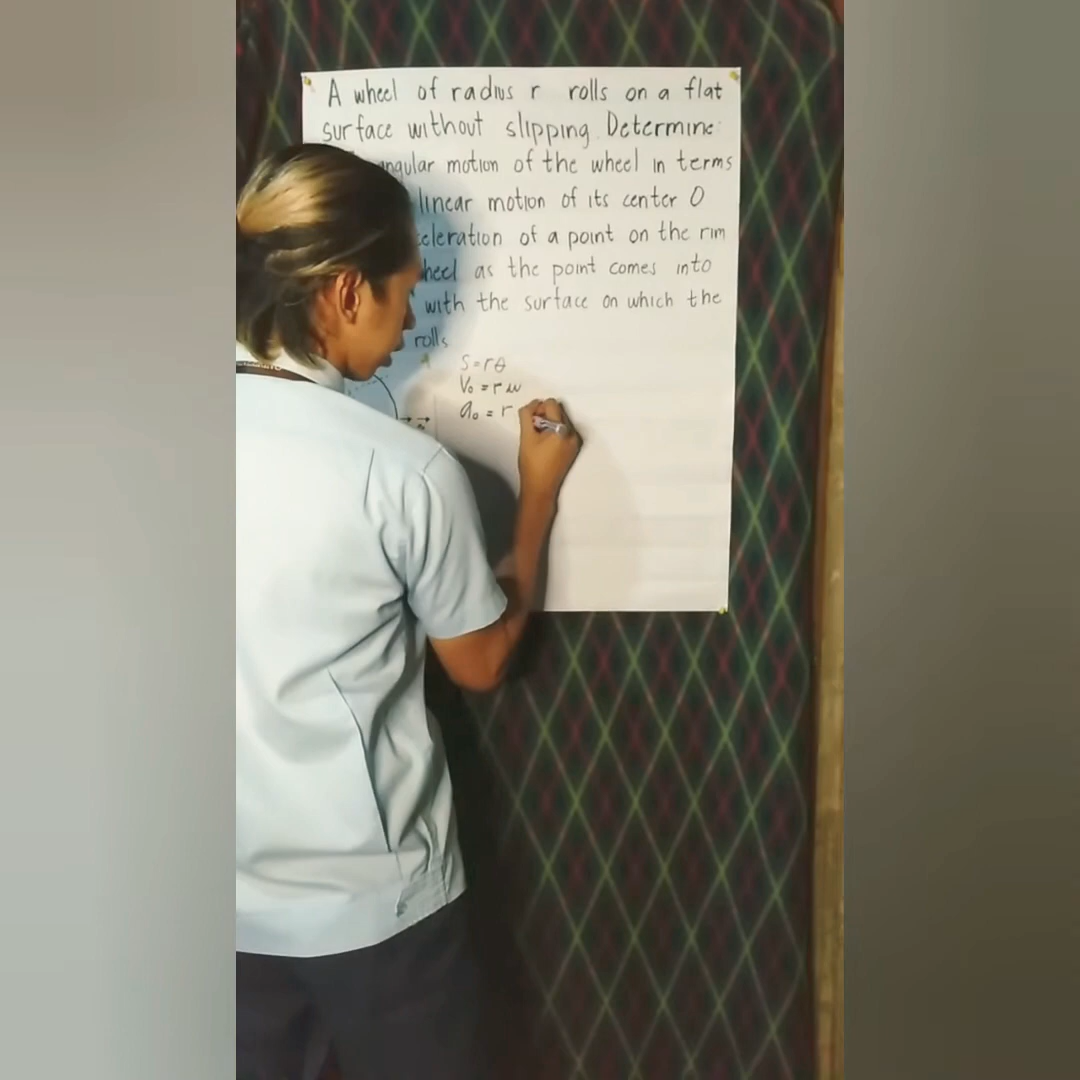 A wheel of radius r rolls on a flat
surface without slipping. Determine:
angular motion of the wheel in terms
linear motion of its center O
of a point on the rim
as the point comes into
with the surface on which the
rolls
S = rθ
V₀ = rω
a₀ = r